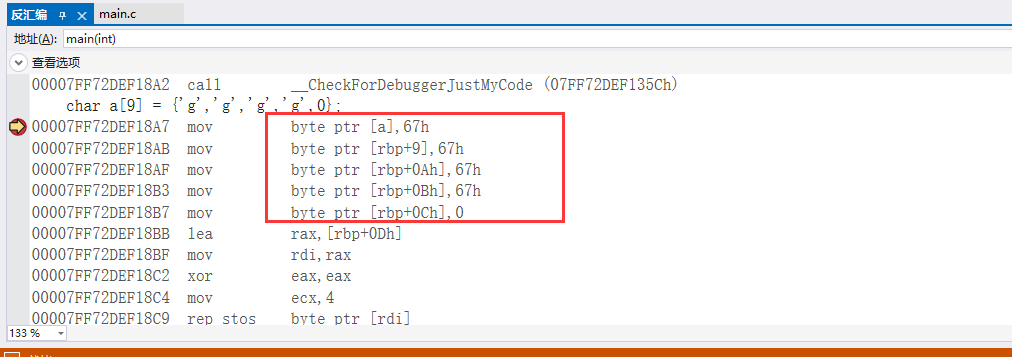 反汇编 main.c
地址(A): main(int)
查看选项
00007FF72DEF18A2 call __CheckForDebuggerJustMyCode (07FF72DEF135Ch)
char a[9] = {'g','g','g','g',0};
00007FF72DEF18A7 mov byte ptr [a],67h
00007FF72DEF18AB mov byte ptr [rbp+9],67h
00007FF72DEF18AF mov byte ptr [rbp+0Ah],67h
00007FF72DEF18B3 mov byte ptr [rbp+0Bh],67h
00007FF72DEF18B7 mov byte ptr [rbp+0Ch],0
00007FF72DEF18BB lea rax,[rbp+0Dh]
00007FF72DEF18BF mov rdi,rax
00007FF72DEF18C2 xor eax,eax
00007FF72DEF18C4 mov ecx,4
00007FF72DEF18C9 rep stos byte ptr [rdi]
133 %